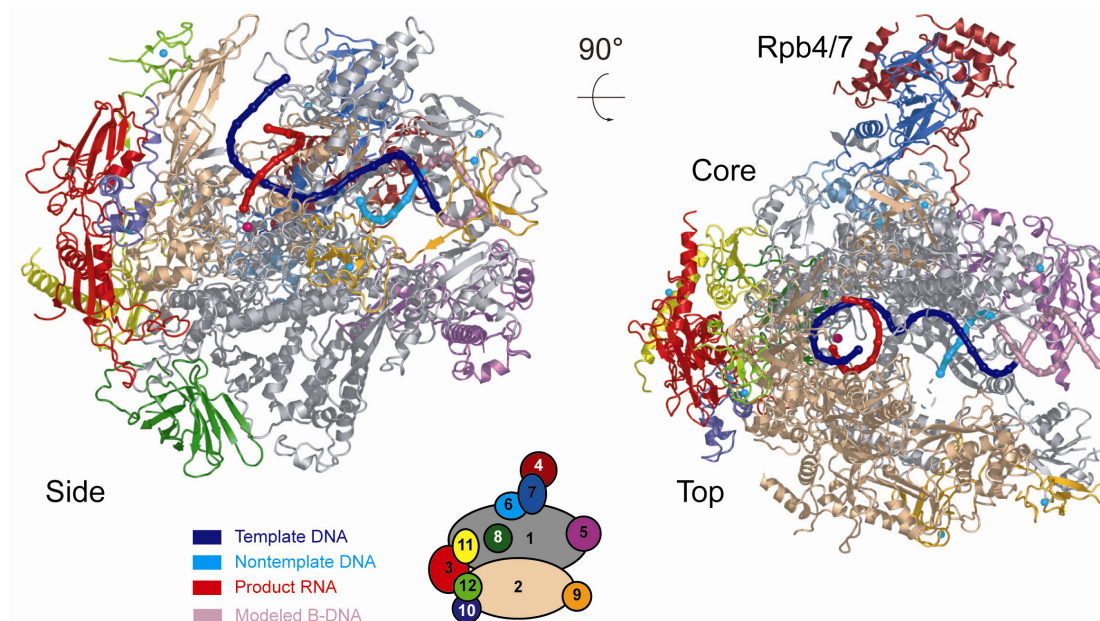 90°
Rpb4/7
Core
Side
Top
Template DNA
Nontemplate DNA
Product RNA
Modeled B-DNA
4
7
6
5
11
8
1
3
12
2
9
10